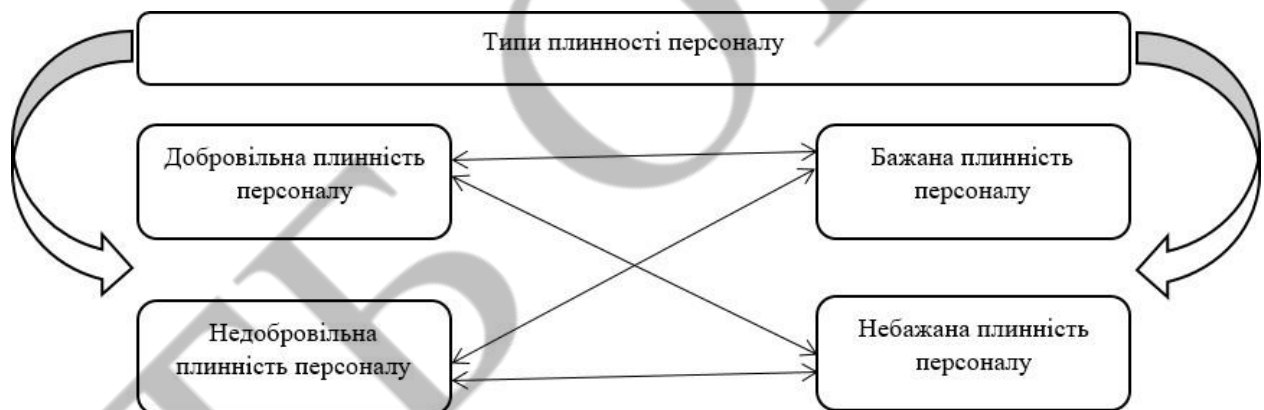 Типи плинності персоналу
Добровільна плинність
персоналу
Бажана плинність
персоналу
Недобровільна
плинність персоналу
Небажана плинність
персоналу